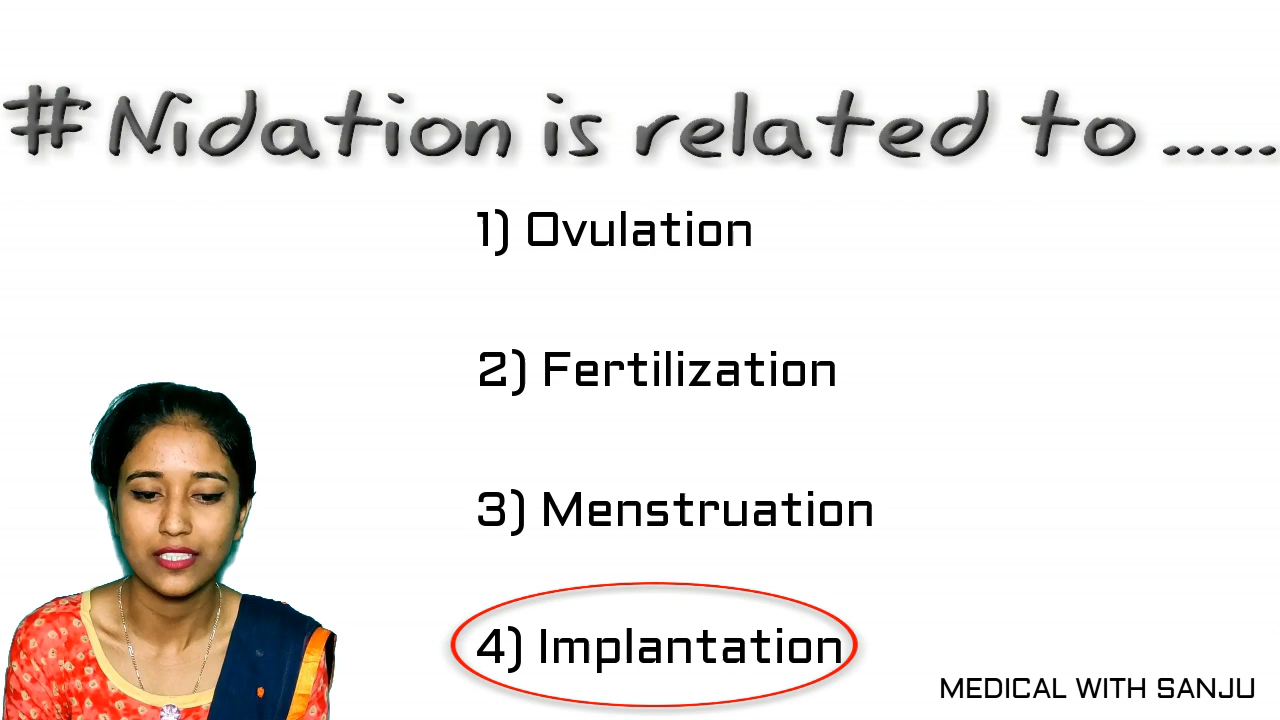 # Nidation is related to .....
1) Ovulation
2) Fertilization
3) Menstruation
4) Implantation
MEDICAL WITH SANJU